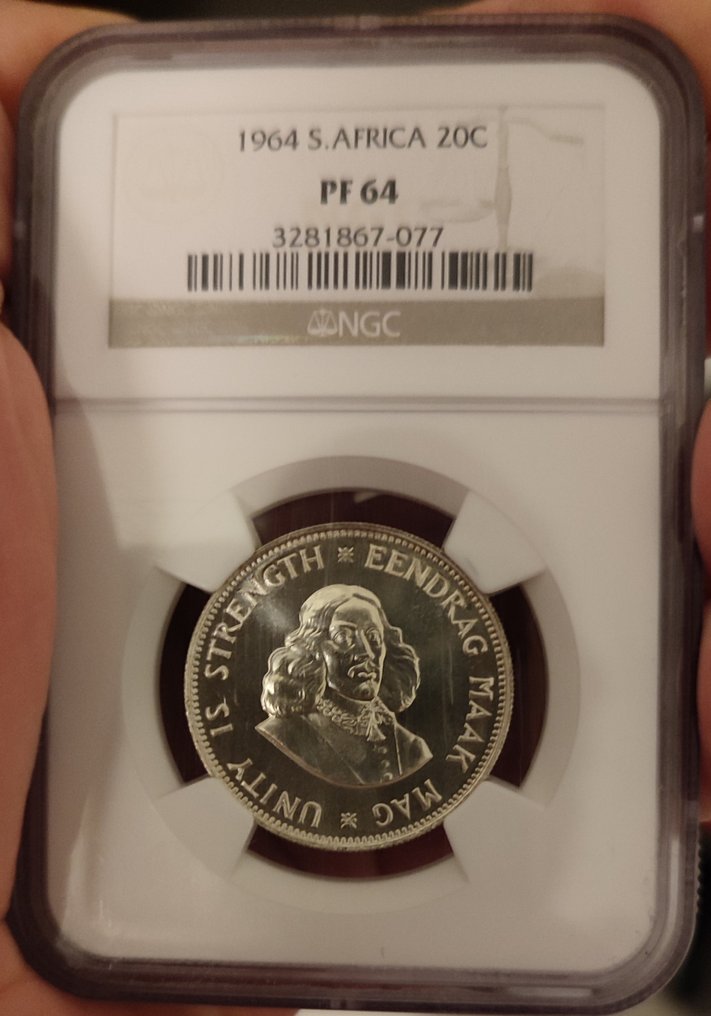 1964 S.AFRICA 20C
PF 64
3281867-077
NGC
UNITY IS STRENGTH * EENDRAG MAAK MAG *